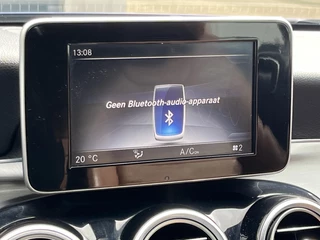 13:08
Geen Bluetooth-audio-apparaat
20 °C A/C 2